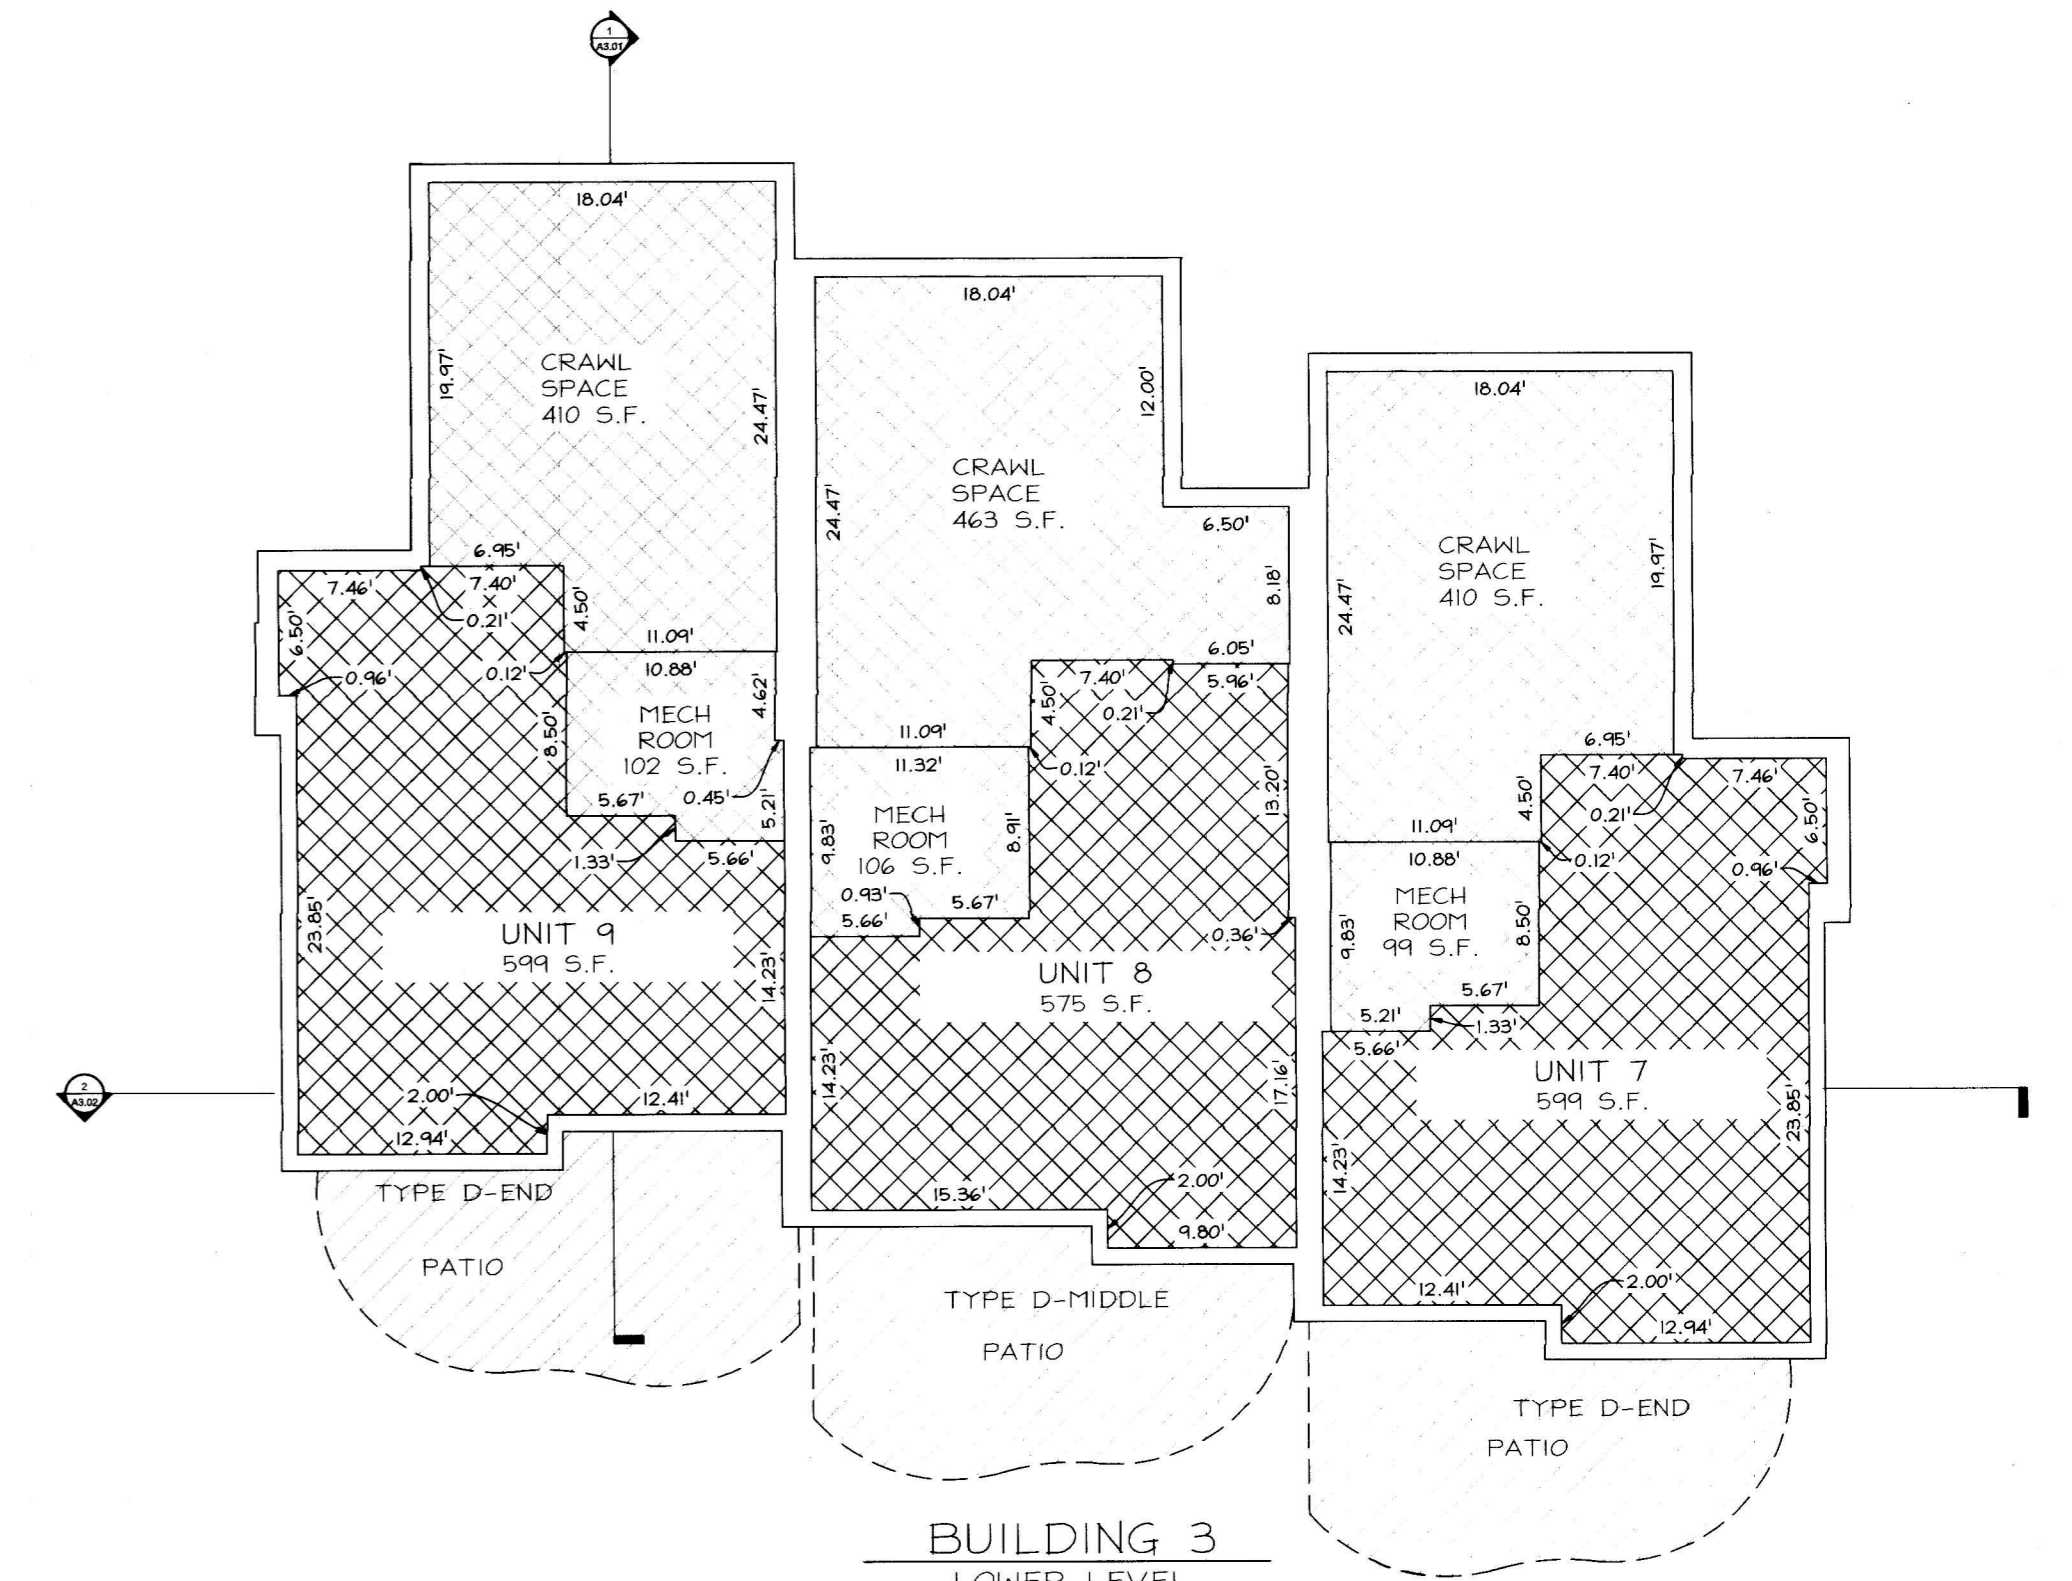 1
A3.01
18.04'
19.97'
CRAWL
SPACE
410 S.F.
24.47'
6.95'
7.46'
7.40'
0.21'
4.50'
6.50'
0.96'
0.12'
11.09'
10.88'
4.62'
MECH
ROOM
102 S.F.
8.50'
5.67'
0.45'
5.21'
1.33'
5.66'
23.85'
UNIT 9
599 S.F.
14.23'
2.00'
12.41'
12.94'
TYPE D-END
PATIO
2
A3.02
18.04'
12.00'
CRAWL
SPACE
463 S.F.
24.47'
6.50'
8.18'
6.05'
7.40'
5.96'
4.50'
0.21'
11.09'
11.32'
0.12'
MECH
ROOM
106 S.F.
9.83'
8.91'
13.20'
0.93'
5.67'
5.66'
0.36'
UNIT 8
575 S.F.
14.23'
17.16'
15.36'
2.00'
9.80'
TYPE D-MIDDLE
PATIO
18.04'
CRAWL
SPACE
410 S.F.
24.47'
19.97'
6.95'
7.40'
7.46'
4.50'
0.21'
6.50'
11.09'
10.88'
0.12'
0.96'
MECH
ROOM
99 S.F.
9.83'
8.50'
5.67'
5.21'
1.33'
5.66'
UNIT 7
599 S.F.
23.85'
14.23'
12.41'
2.00'
12.94'
TYPE D-END
PATIO
BUILDING 3
LOWER LEVEL